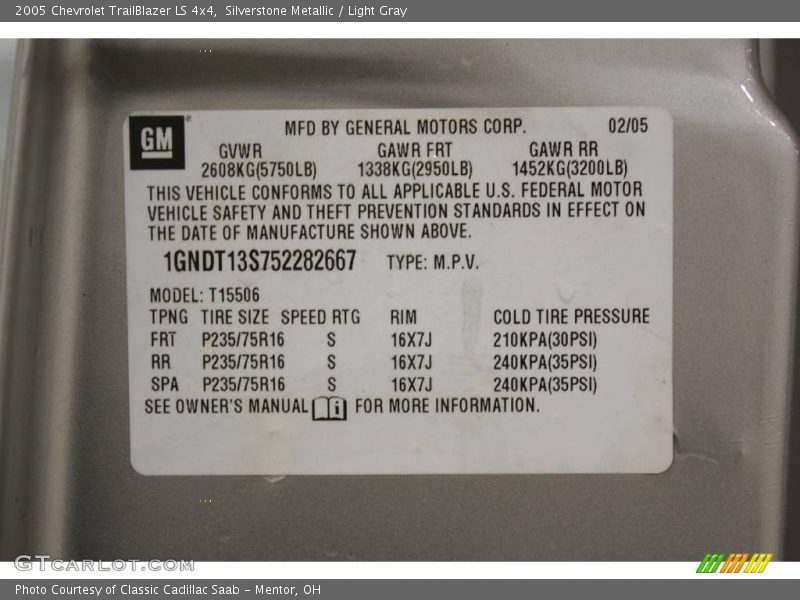 2005 Chevrolet TrailBlazer LS 4x4, Silverstone Metallic / Light Gray
GM
MFD BY GENERAL MOTORS CORP. 02/05
GVWR GAWR FRT GAWR RR
2608KG(5750LB) 1338KG(2950LB) 1452KG(3200LB)
THIS VEHICLE CONFORMS TO ALL APPLICABLE U.S. FEDERAL MOTOR
VEHICLE SAFETY AND THEFT PREVENTION STANDARDS IN EFFECT ON
THE DATE OF MANUFACTURE SHOWN ABOVE.
1GNDT13S752282667 TYPE: M.P.V.
MODEL: T15506
TPNG TIRE SIZE SPEED RTG RIM COLD TIRE PRESSURE
FRT P235/75R16 S 16X7J 210KPA(30PSI)
RR P235/75R16 S 16X7J 240KPA(35PSI)
SPA P235/75R16 S 16X7J 240KPA(35PSI)
SEE OWNER'S MANUAL i FOR MORE INFORMATION.
GTCARLOT.COM
Photo Courtesy of Classic Cadillac Saab - Mentor, OH